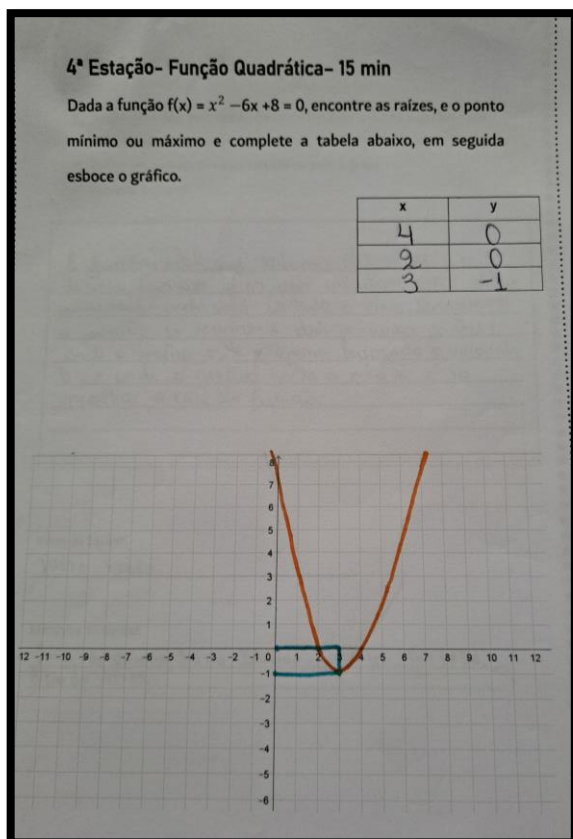 4ª Estação- Função Quadrática- 15 min
Dada a função f(x) = x² −6x +8 = 0, encontre as raízes, e o ponto
mínimo ou máximo e complete a tabela abaixo, em seguida
esboce o gráfico.
x y
4 0
2 0
3 -1
8
7
6
5
4
3
2
1
12 -11 -10 -9 -8 -7 -6 -5 -4 -3 -2 -1 0 1 2 3 4 5 6 7 8 9 10 11 12
-1
-2
-3
-4
-5
-6